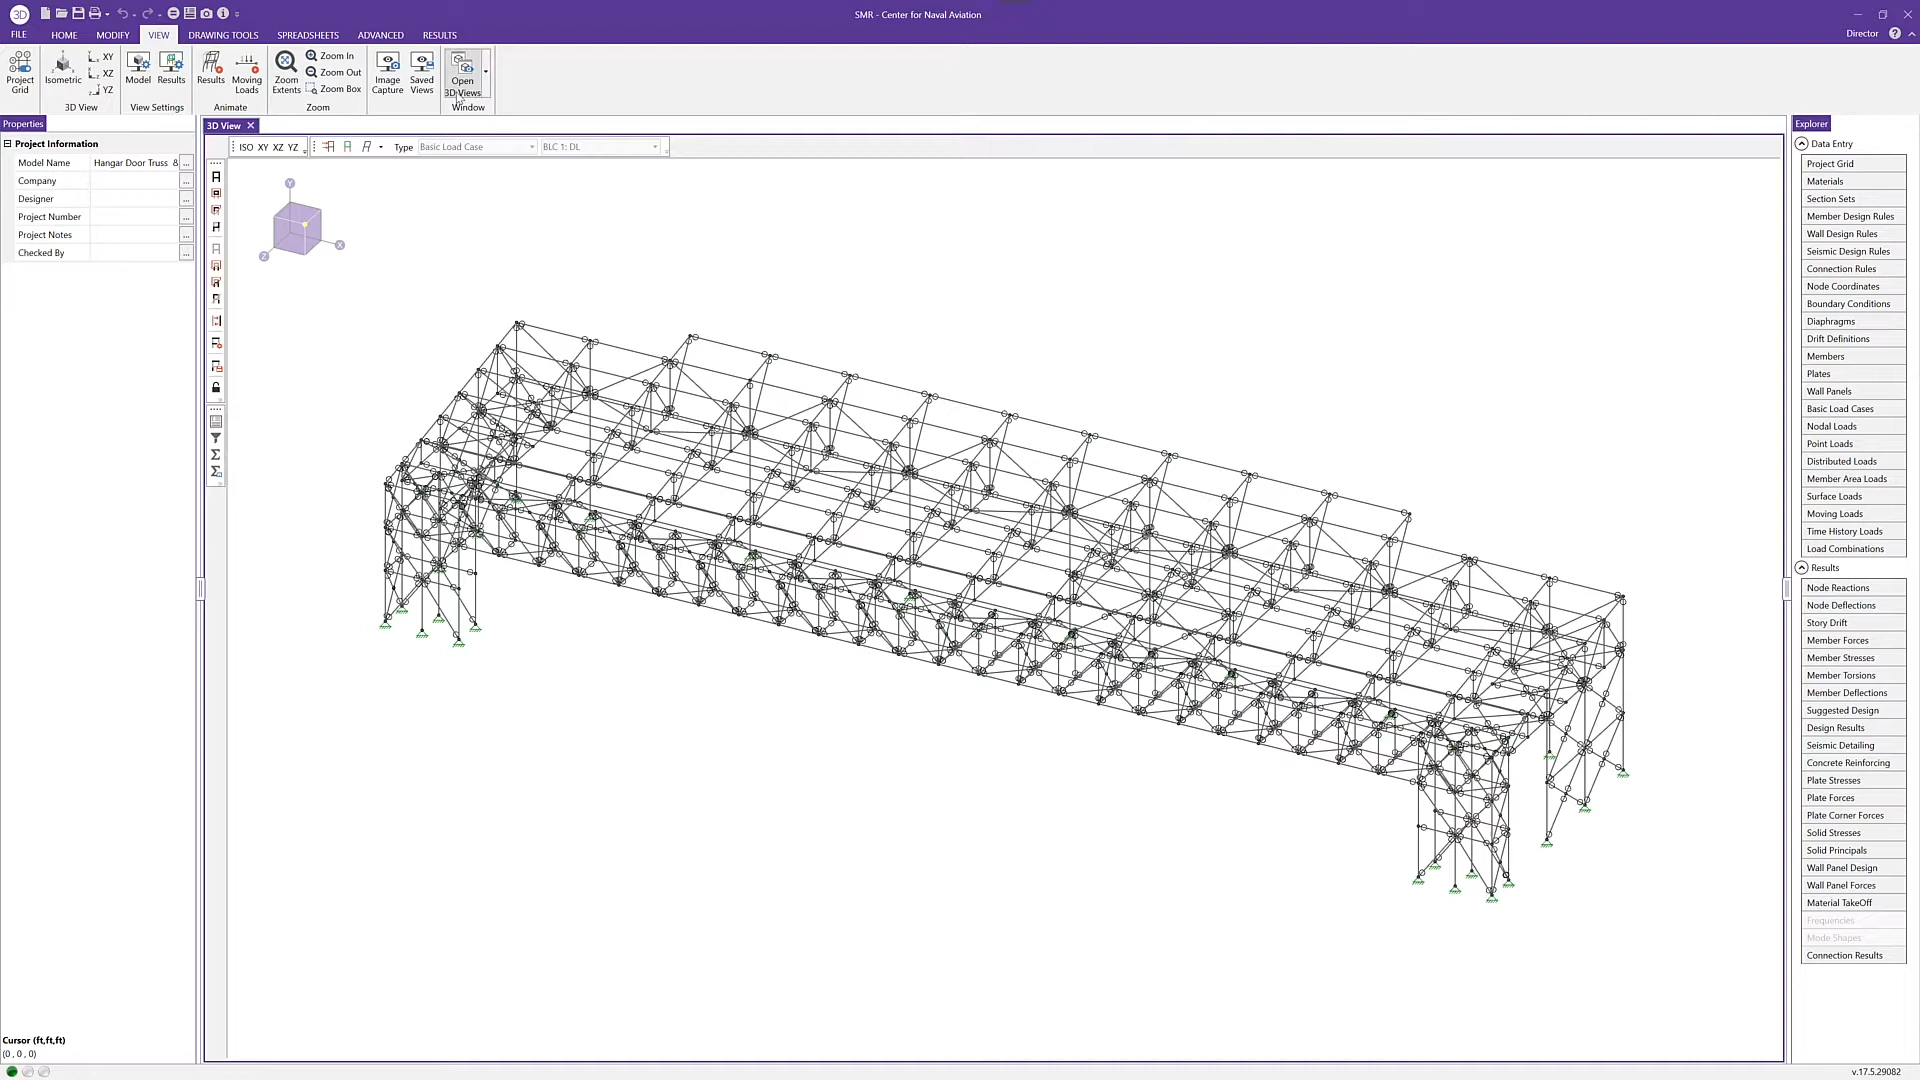 3D
SMR - Center for Naval Aviation
FILE HOME MODIFY VIEW DRAWING TOOLS SPREADSHEETS ADVANCED RESULTS
Director
Project Grid
Isometric
XY
XZ
YZ
3D View
Model
Results
View Settings
Results
Moving Loads
Animate
Zoom Extents
Zoom In
Zoom Out
Zoom Box
Zoom
Image Capture
Saved Views
Open 3D Views
Window
Properties
Project Information
Model Name Hangar Door Truss & ...
Company ...
Designer ...
Project Number ...
Project Notes ...
Checked By ...
Cursor (ft,ft,ft)
(0 , 0 , 0)
3D View
ISO XY XZ YZ Type Basic Load Case BLC 1: DL
Y
X
Z
Explorer
Data Entry
Project Grid
Materials
Section Sets
Member Design Rules
Wall Design Rules
Seismic Design Rules
Connection Rules
Node Coordinates
Boundary Conditions
Diaphragms
Drift Definitions
Members
Plates
Wall Panels
Basic Load Cases
Nodal Loads
Point Loads
Distributed Loads
Member Area Loads
Surface Loads
Moving Loads
Time History Loads
Load Combinations
Results
Node Reactions
Node Deflections
Story Drift
Member Forces
Member Stresses
Member Torsions
Member Deflections
Suggested Design
Design Results
Seismic Detailing
Concrete Reinforcing
Plate Stresses
Plate Forces
Plate Corner Forces
Solid Stresses
Solid Principals
Wall Panel Design
Wall Panel Forces
Material TakeOff
Frequencies
Mode Shapes
Connection Results
v.17.5.29082